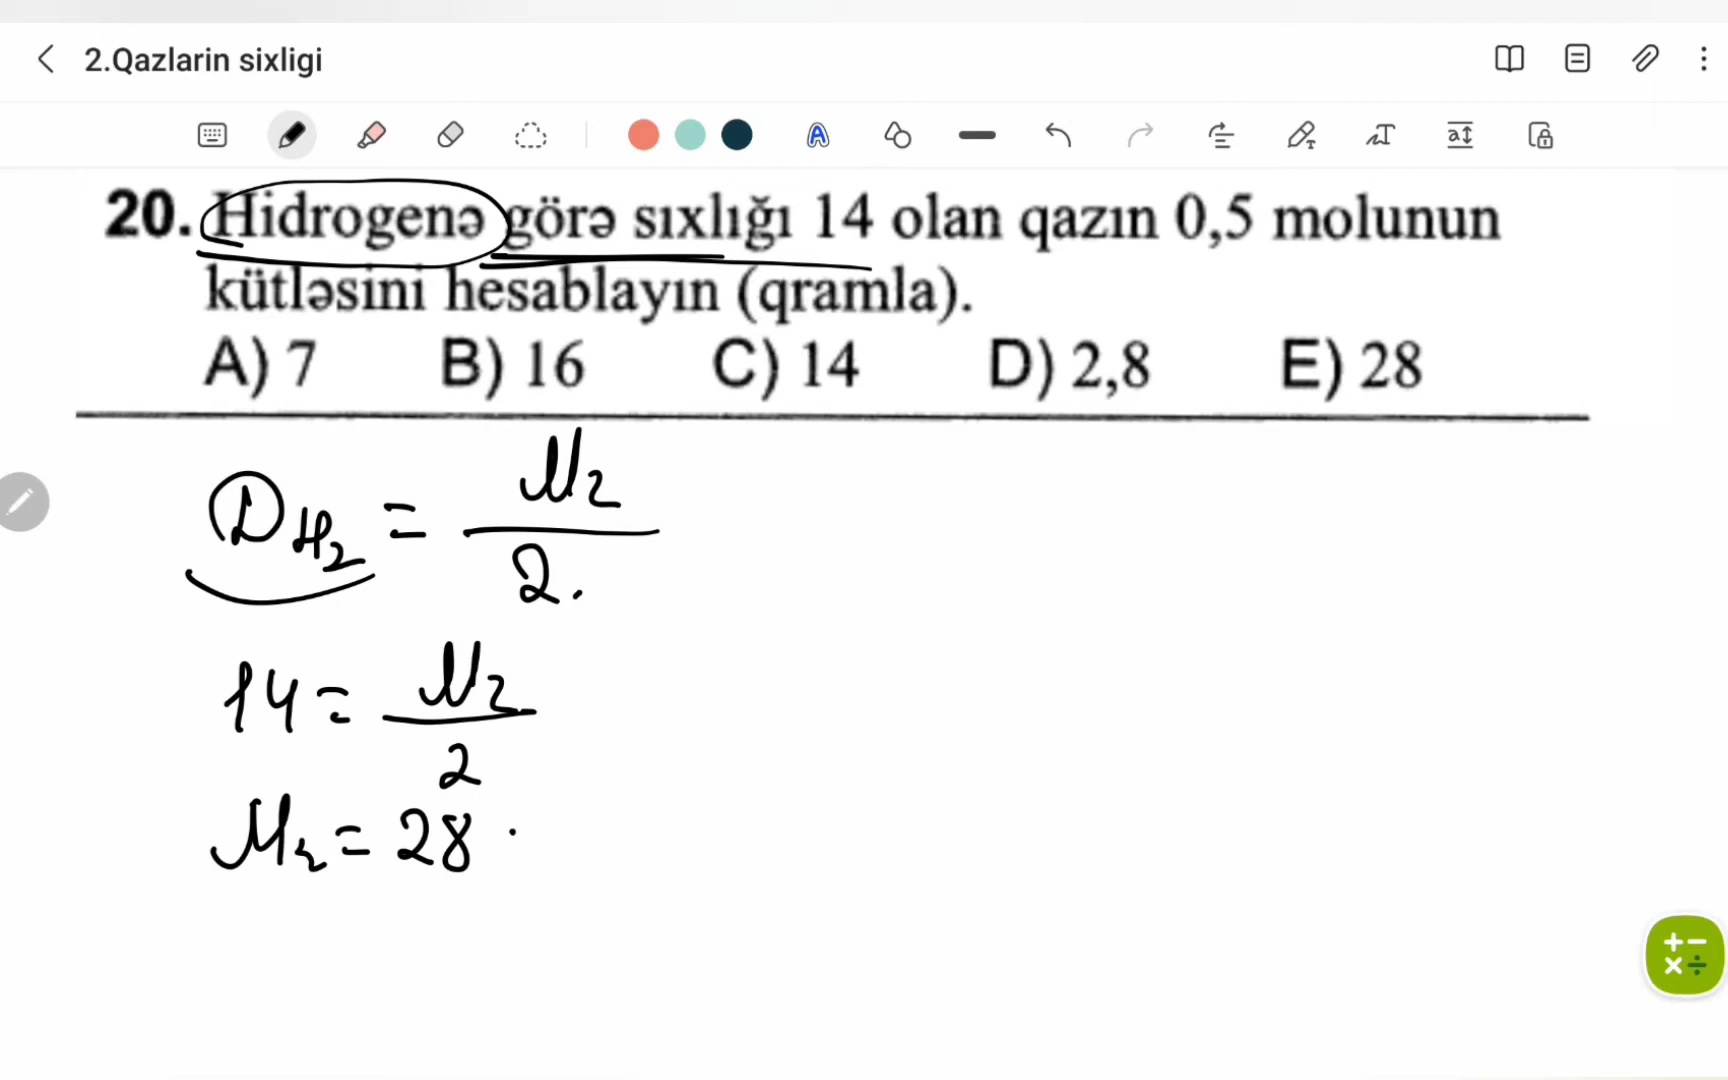 2.Qazlarin sixligi
20. Hidrogenə görə sıxlığı 14 olan qazın 0,5 molunun
kütləsini hesablayın (qramla).
A) 7 B) 16 C) 14 D) 2,8 E) 28
D H₂ = M₂ / 2.
14 = M₂ / 2
M₂ = 28 ·